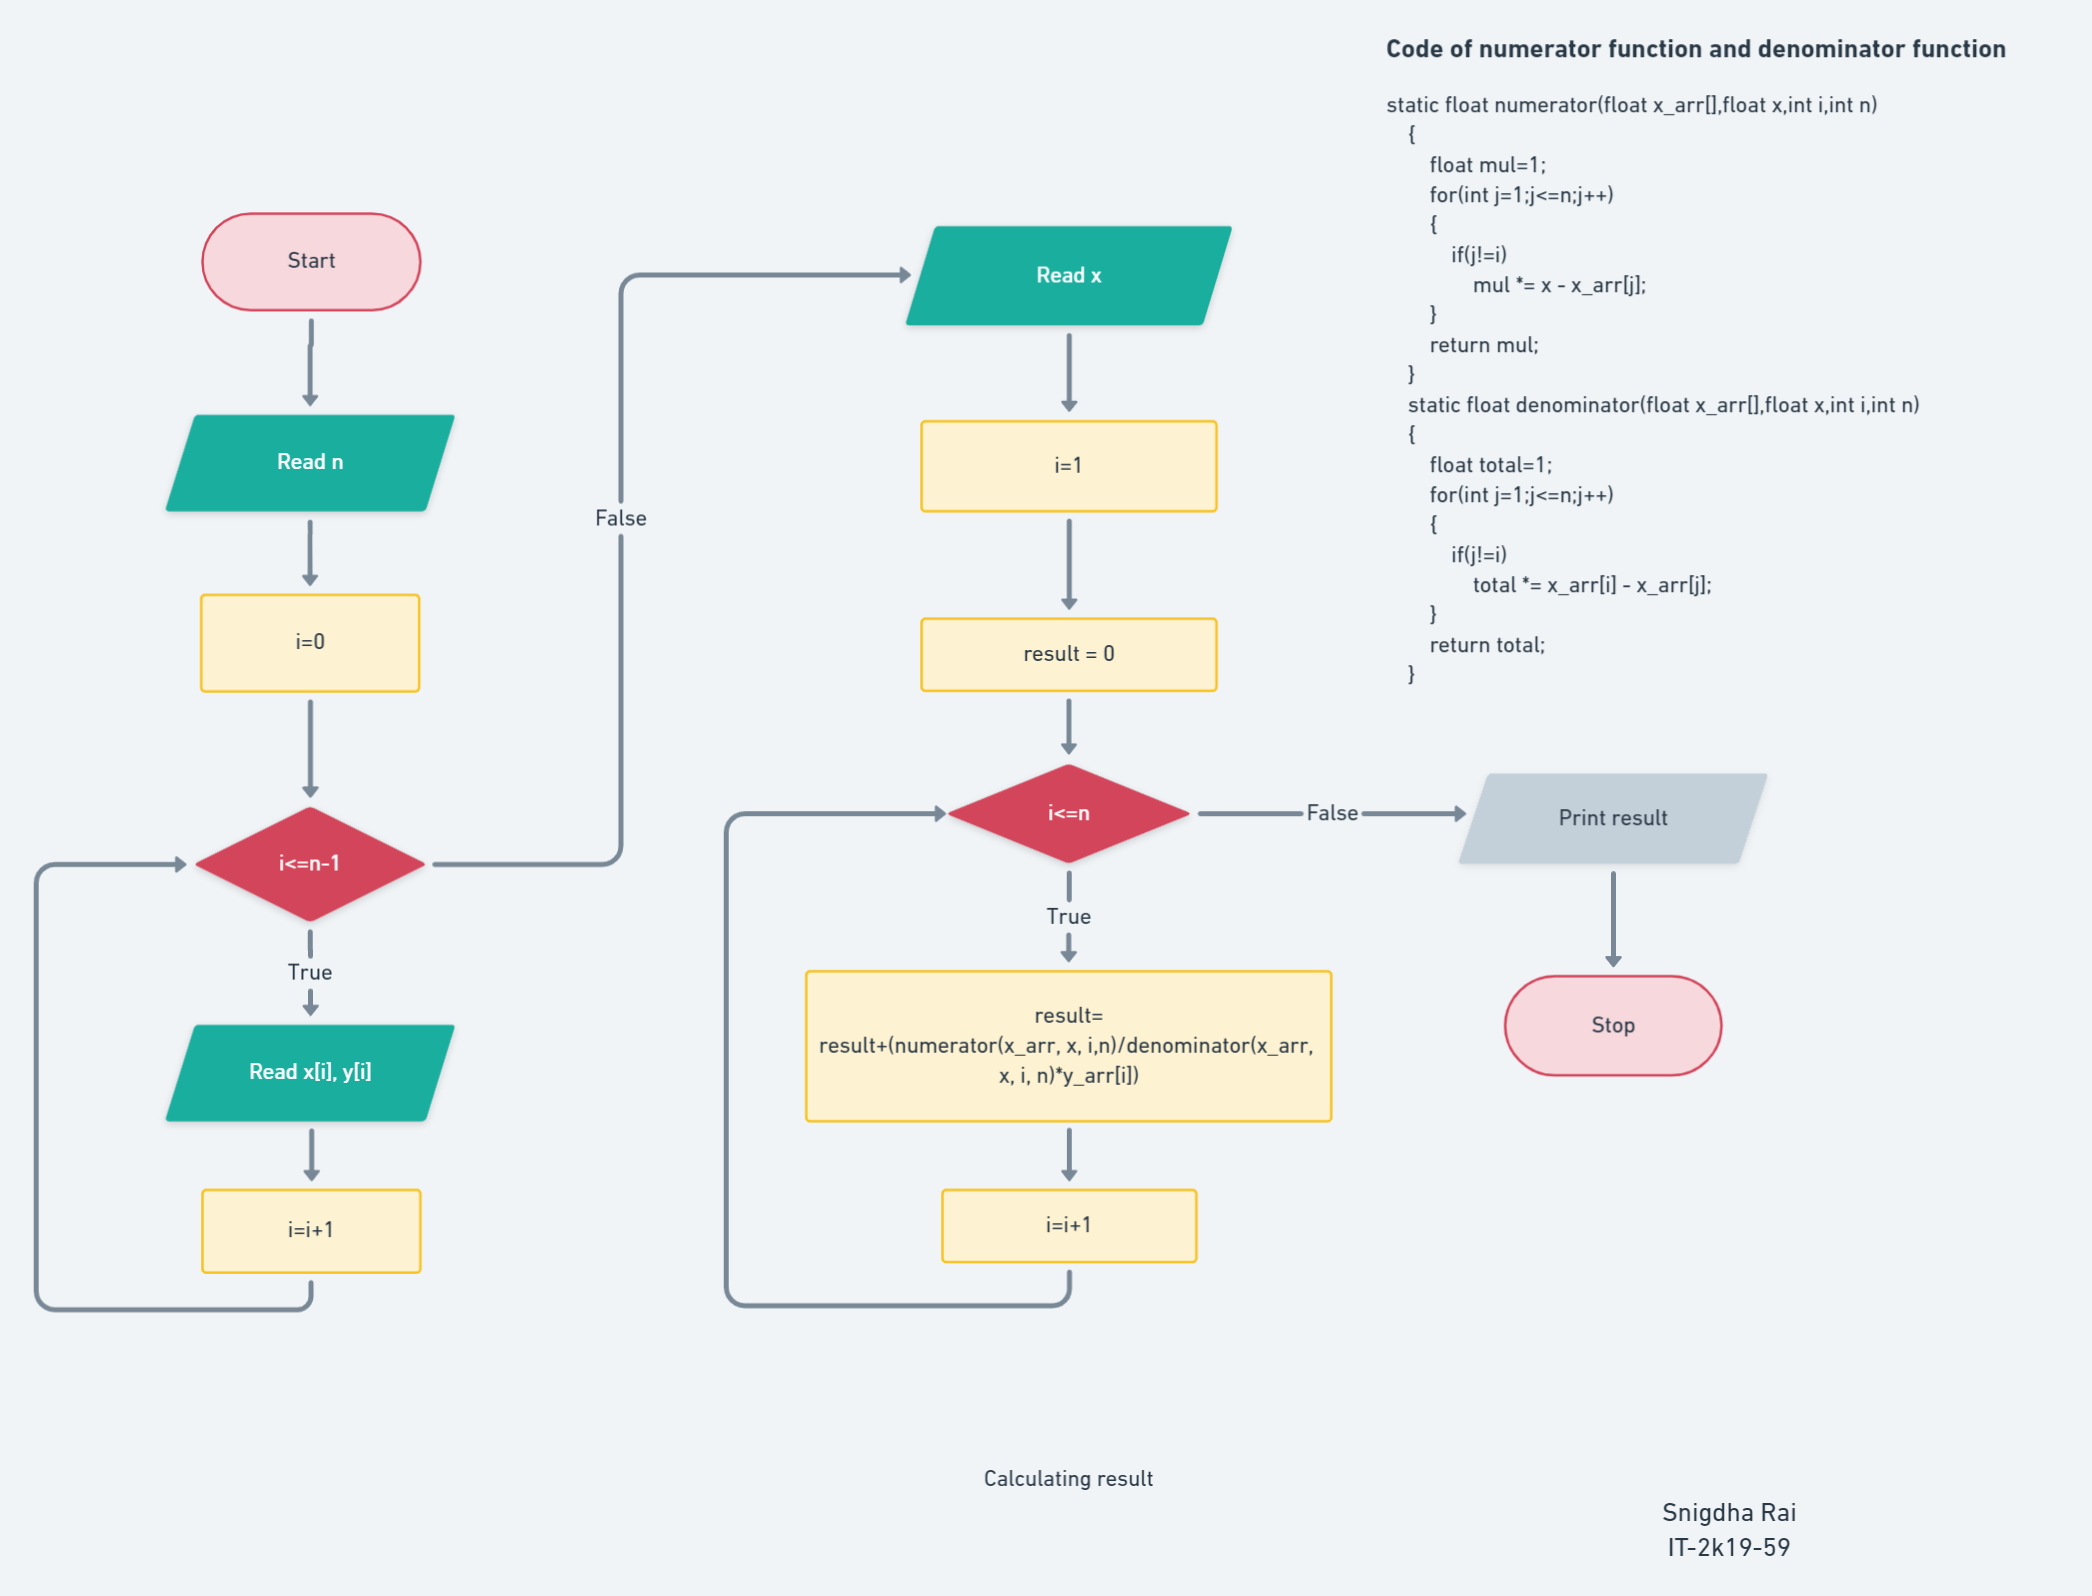 Start
Read n
i=0
i<=n-1
True
Read x[i], y[i]
i=i+1
False
Read x
i=1
result = 0
i<=n
True
result=
result+(numerator(x_arr, x, i,n)/denominator(x_arr,
x, i, n)*y_arr[i])
i=i+1
False
Print result
Stop
Code of numerator function and denominator function
static float numerator(float x_arr[],float x,int i,int n)
{
float mul=1;
for(int j=1;j<=n;j++)
{
if(j!=i)
mul *= x - x_arr[j];
}
return mul;
}
static float denominator(float x_arr[],float x,int i,int n)
{
float total=1;
for(int j=1;j<=n;j++)
{
if(j!=i)
total *= x_arr[i] - x_arr[j];
}
return total;
}
Calculating result
Snigdha Rai
IT-2k19-59